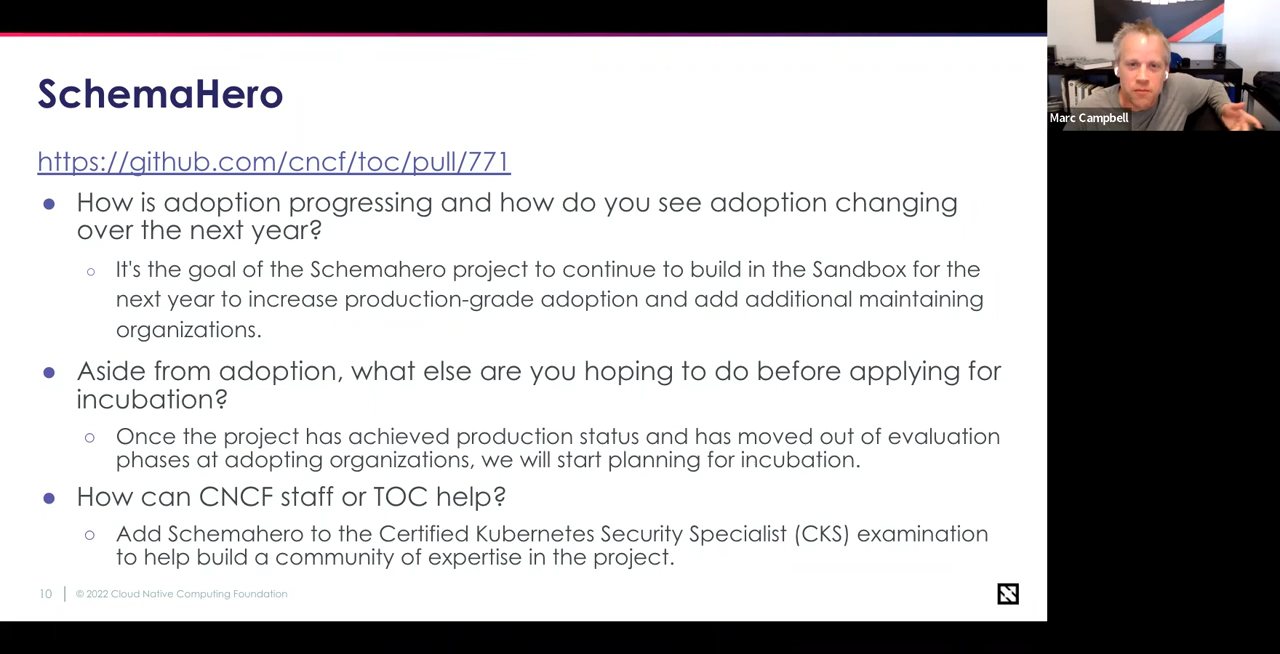 SchemaHero
Marc Campbell
https://github.com/cncf/toc/pull/771
● How is adoption progressing and how do you see adoption changing
over the next year?
○ It's the goal of the Schemahero project to continue to build in the Sandbox for the
next year to increase production-grade adoption and add additional maintaining
organizations.
● Aside from adoption, what else are you hoping to do before applying for
incubation?
○ Once the project has achieved production status and has moved out of evaluation
phases at adopting organizations, we will start planning for incubation.
● How can CNCF staff or TOC help?
○ Add Schemahero to the Certified Kubernetes Security Specialist (CKS) examination
to help build a community of expertise in the project.
10 | © 2022 Cloud Native Computing Foundation